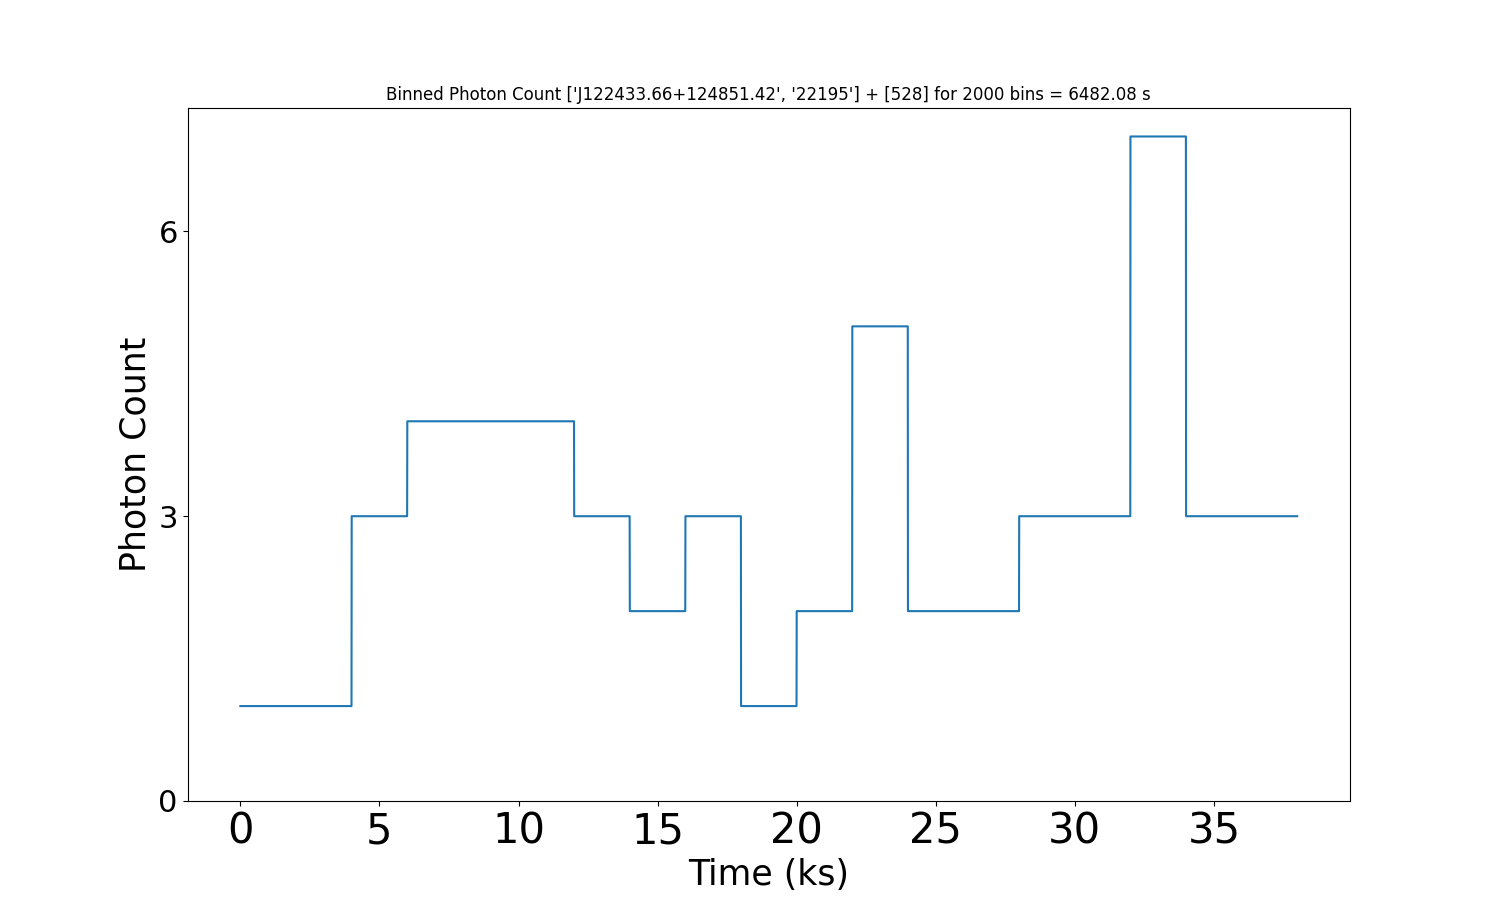 Binned Photon Count ['J122433.66+124851.42', '22195'] + [528] for 2000 bins = 6482.08 s
6
3
0
Photon Count
0 5 10 15 20 25 30 35
Time (ks)